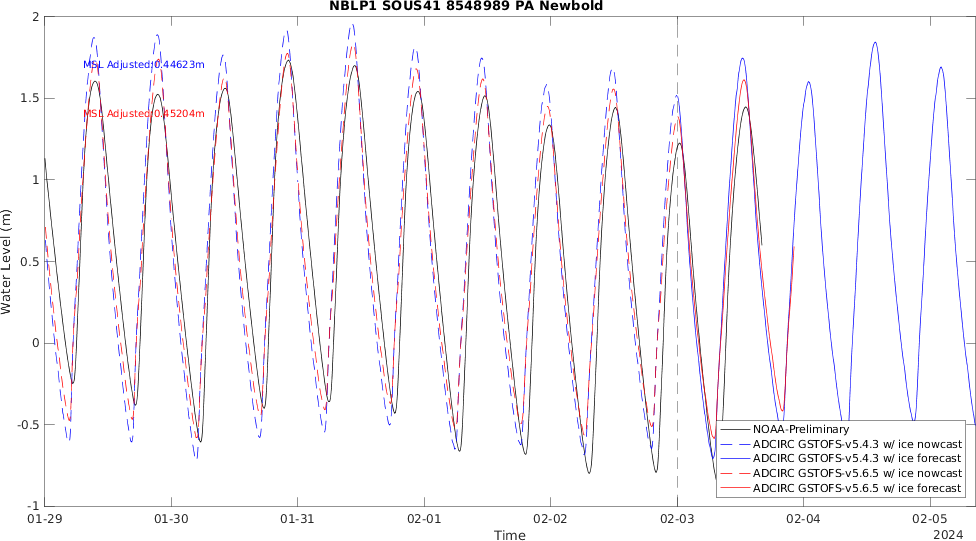 NBLP1 SOUS41 8548989 PA Newbold
2
1.5
1
0.5
0
-0.5
-1
Water Level (m)
MSL Adjusted:0.44623m
MSL Adjusted:0.45204m
NOAA-Preliminary
ADCIRC GSTOFS-v5.4.3 w/ ice nowcast
ADCIRC GSTOFS-v5.4.3 w/ ice forecast
ADCIRC GSTOFS-v5.6.5 w/ ice nowcast
ADCIRC GSTOFS-v5.6.5 w/ ice forecast
01-29 01-30 01-31 02-01 02-02 02-03 02-04 02-05
Time
2024